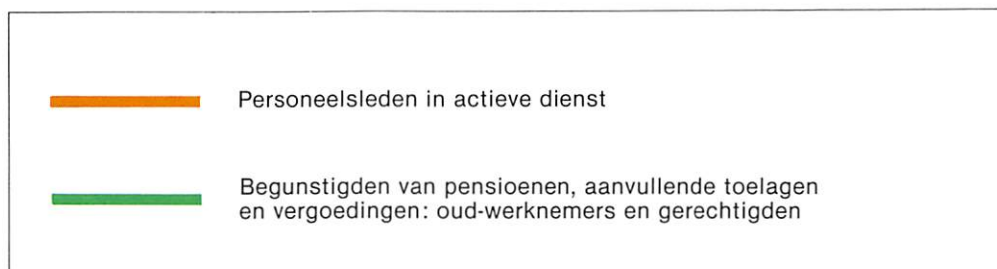 Personeelsleden in actieve dienst
Begunstigden van pensioenen, aanvullende toelagen
en vergoedingen: oud-werknemers en gerechtigden